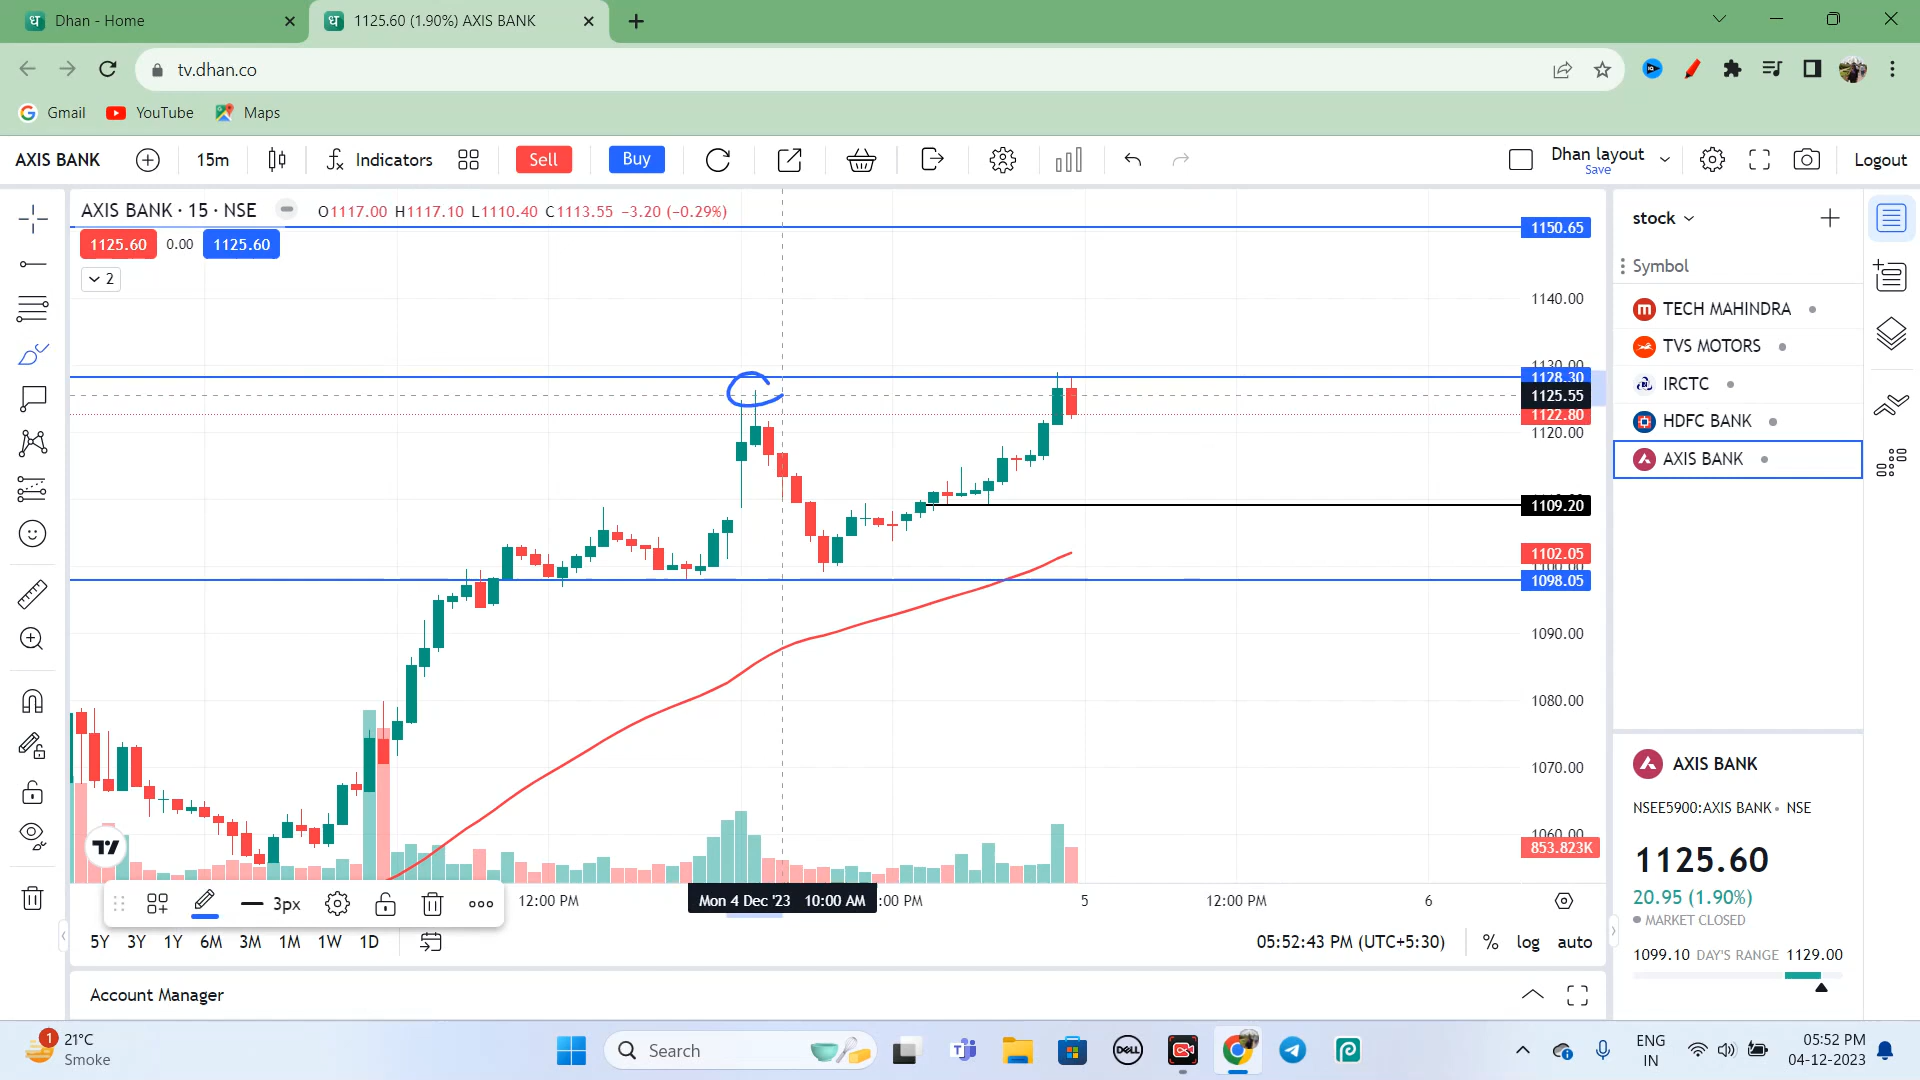 Dhan - Home
1125.60 (1.90%) AXIS BANK
tv.dhan.co
Gmail
YouTube
Maps
AXIS BANK
15m
Indicators
Sell
Buy
Dhan layout
Save
Logout
AXIS BANK · 15 · NSE
O1117.00 H1117.10 L1110.40 C1113.55 −3.20 (−0.29%)
1125.60
0.00
1125.60
2
1150.65
1140.00
1130.00
1128.30
1125.55
1122.80
1120.00
1109.20
1102.05
1100.00
1098.05
1090.00
1080.00
1070.00
1060.00
853.823K
stock
Symbol
TECH MAHINDRA
TVS MOTORS
IRCTC
HDFC BANK
AXIS BANK
AXIS BANK
NSEE5900:AXIS BANK • NSE
1125.60
20.95 (1.90%)
MARKET CLOSED
1099.10 DAY'S RANGE 1129.00
3px
12:00 PM
Mon 4 Dec '23 10:00 AM
:00 PM
5
12:00 PM
6
5Y 3Y 1Y 6M 3M 1M 1W 1D
05:52:43 PM (UTC+5:30)
%
log
auto
Account Manager
1
21°C
Smoke
Search
DELL
ENG
IN
05:52 PM
04-12-2023